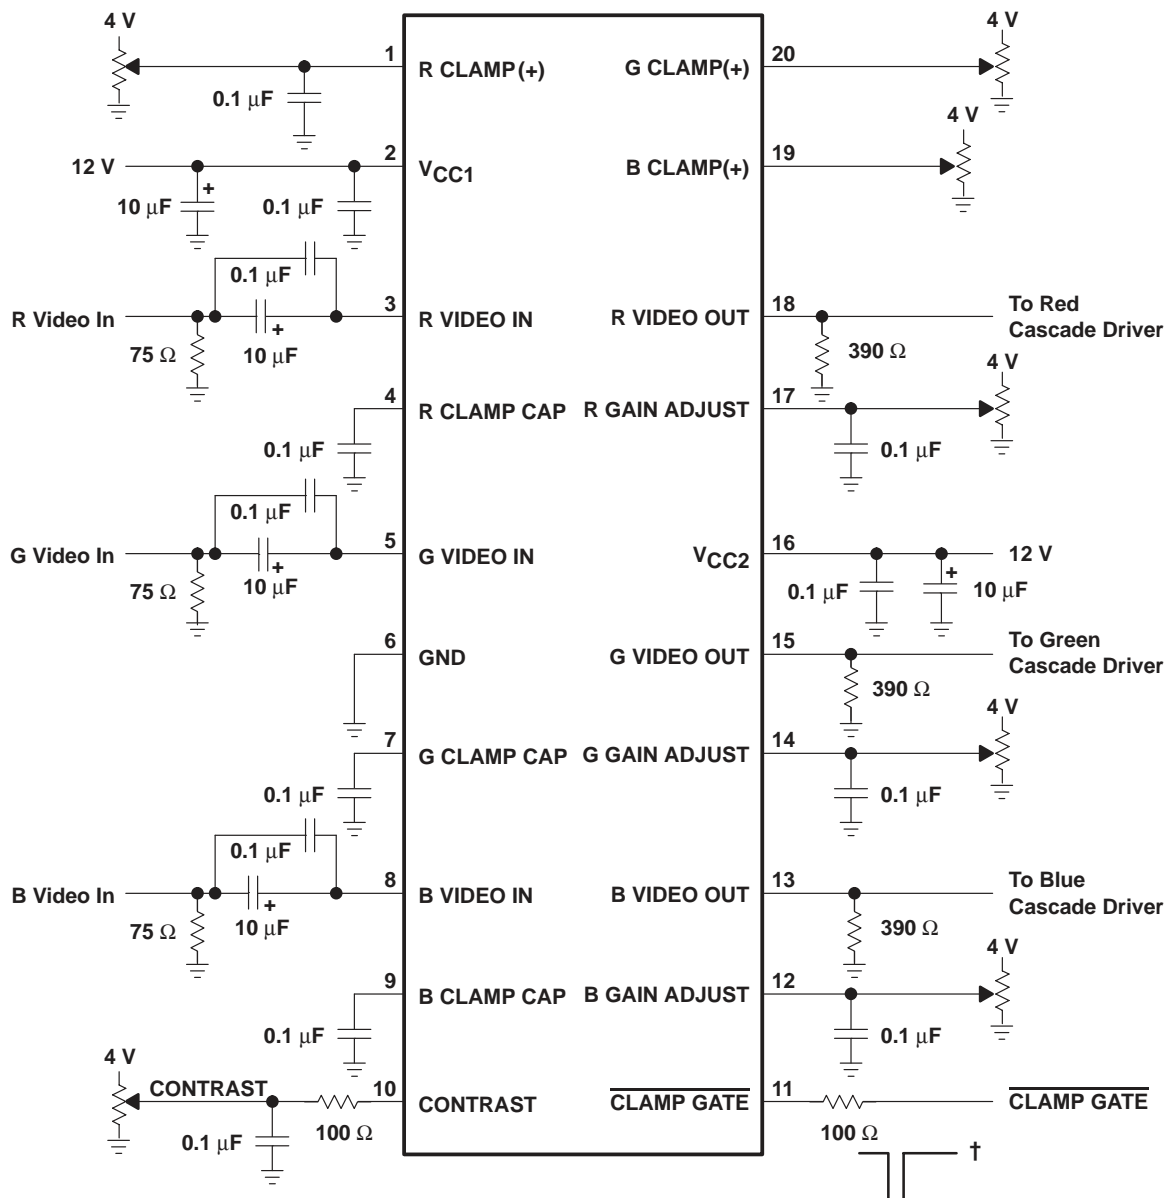 4 V
1
R CLAMP(+)
0.1 µF
12 V
2
VCC1
+
10 µF
0.1 µF
0.1 µF
R Video In
3
R VIDEO IN
+
75 Ω
10 µF
4
R CLAMP CAP
0.1 µF
0.1 µF
G Video In
5
G VIDEO IN
+
75 Ω
10 µF
6
GND
7
G CLAMP CAP
0.1 µF
0.1 µF
B Video In
8
B VIDEO IN
+
75 Ω
10 µF
9
B CLAMP CAP
0.1 µF
4 V
CONTRAST
10
CONTRAST
0.1 µF
100 Ω
4 V
G CLAMP(+)
20
4 V
B CLAMP(+)
19
R VIDEO OUT
18
To Red
Cascade Driver
390 Ω
4 V
R GAIN ADJUST
17
0.1 µF
VCC2
16
12 V
+
0.1 µF
10 µF
G VIDEO OUT
15
To Green
Cascade Driver
390 Ω
4 V
G GAIN ADJUST
14
0.1 µF
B VIDEO OUT
13
To Blue
Cascade Driver
390 Ω
4 V
B GAIN ADJUST
12
0.1 µF
CLAMP GATE
11
CLAMP GATE
100 Ω
†